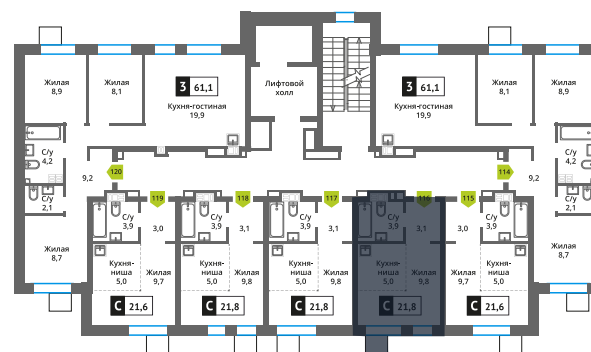 Жилая
8,9
Жилая
8,1
3 61,1
Кухня-гостиная
19,9
Лифтовой
холл
3 61,1
Кухня-гостиная
19,9
Жилая
8,1
Жилая
8,9
С/у
4,2
С/у
2,1
9,2
120
114
9,2
С/у
4,2
С/у
2,1
119
118
117
116
115
С/у
3,9
3,0
С/у
3,9
3,1
С/у
3,9
3,1
С/у
3,9
3,1
3,0
С/у
3,9
Жилая
8,7
Жилая
8,7
Кухня-
ниша
5,0
Жилая
9,7
Кухня-
ниша
5,0
Жилая
9,8
Кухня-
ниша
5,0
Жилая
9,8
Кухня-
ниша
5,0
Жилая
9,8
Жилая
9,7
Кухня-
ниша
5,0
С 21,6
С 21,8
С 21,8
С 21,8
С 21,6